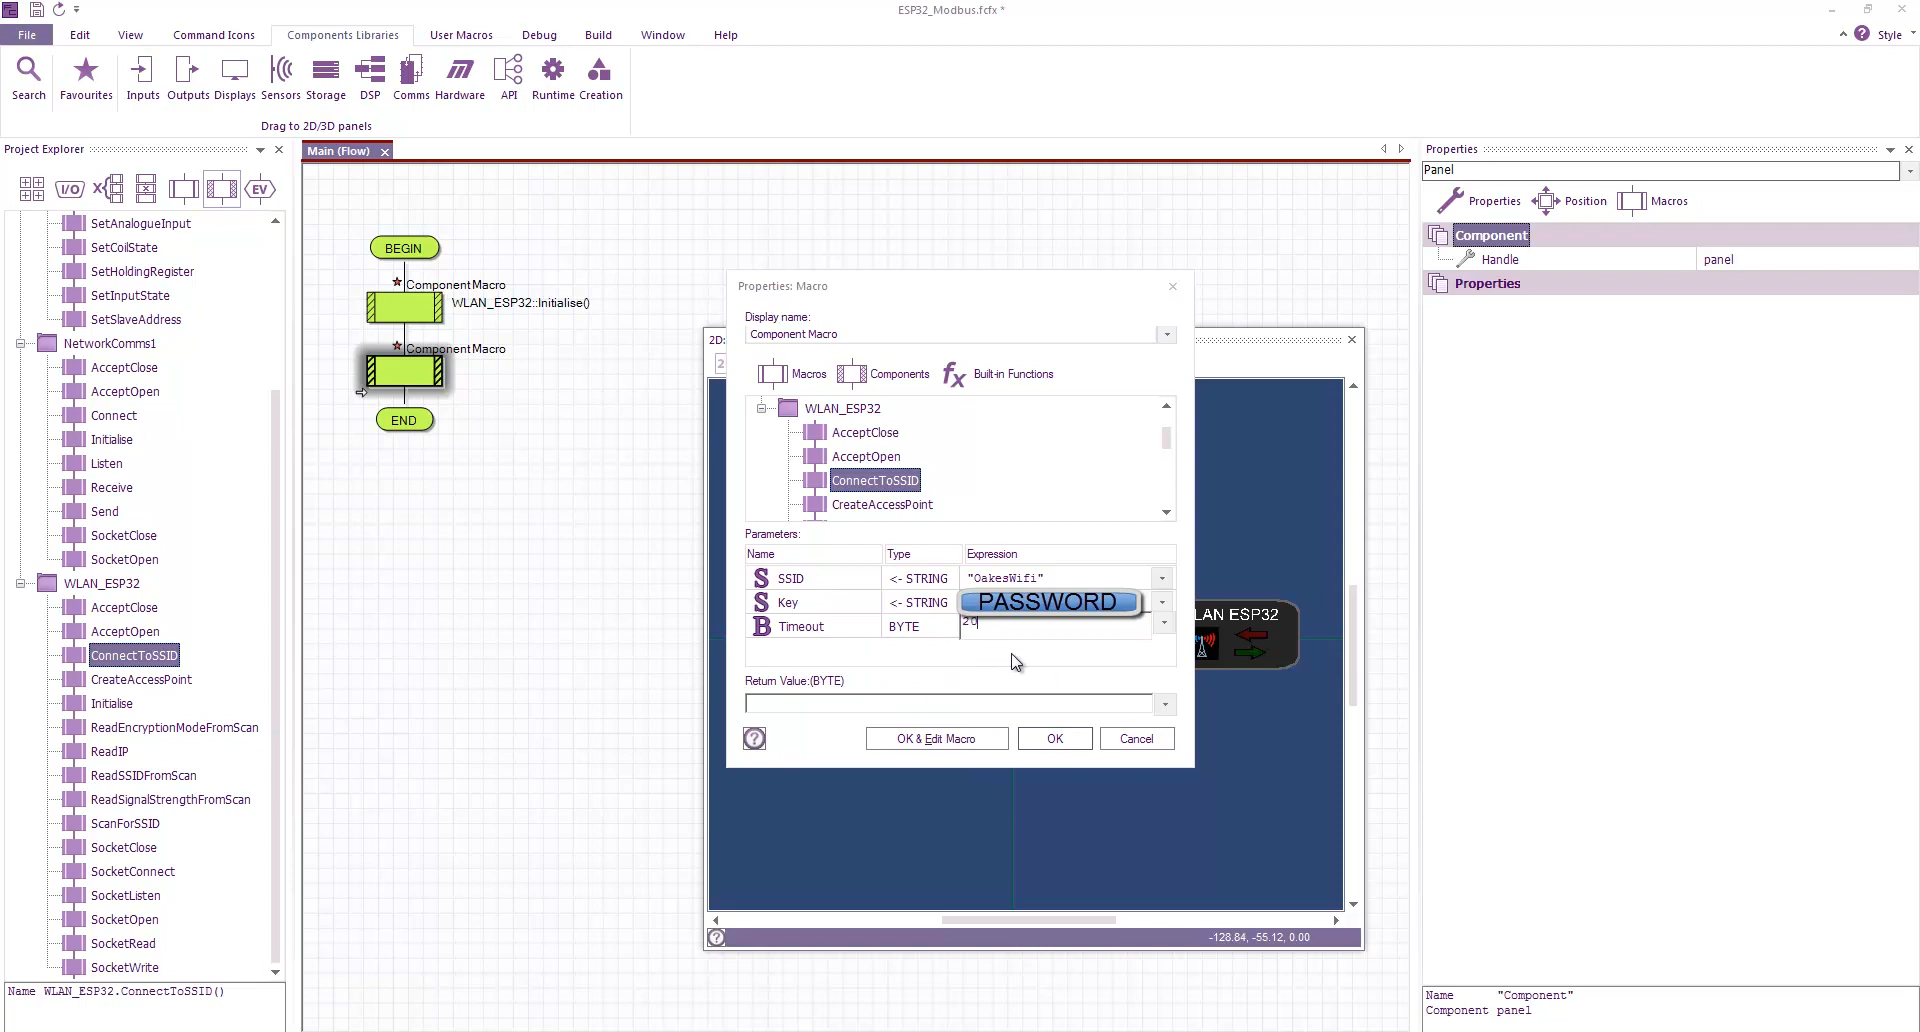 ESP32_Modbus.fcfx *
File Edit View Command Icons Components Libraries User Macros Debug Build Window Help Style
Search Favourites Inputs Outputs Displays Sensors Storage DSP Comms Hardware API Runtime Creation
Drag to 2D/3D panels
Project Explorer
I/O X EV
SetAnalogueInput
SetCoilState
SetHoldingRegister
SetInputState
SetSlaveAddress
NetworkComms1
AcceptClose
AcceptOpen
Connect
Initialise
Listen
Receive
Send
SocketClose
SocketOpen
WLAN_ESP32
AcceptClose
AcceptOpen
ConnectToSSID
CreateAccessPoint
Initialise
ReadEncryptionModeFromScan
ReadIP
ReadSSIDFromScan
ReadSignalStrengthFromScan
ScanForSSID
SocketClose
SocketConnect
SocketListen
SocketOpen
SocketRead
SocketWrite
Name WLAN_ESP32.ConnectToSSID()
Main (Flow)
BEGIN
Component Macro
WLAN_ESP32::Initialise()
Component Macro
END
2D:
2
LAN ESP32
-128.84, -55.12, 0.00
Properties: Macro
Display name:
Component Macro
Macros Components fx Built-in Functions
WLAN_ESP32
AcceptClose
AcceptOpen
ConnectToSSID
CreateAccessPoint
Parameters:
Name Type Expression
S SSID <- STRING "OakesWifi"
S Key <- STRING PASSWORD
B Timeout BYTE 20
Return Value:(BYTE)
? OK & Edit Macro OK Cancel
Properties
Panel
Properties Position Macros
Component
Handle panel
Properties
Name "Component"
Component panel